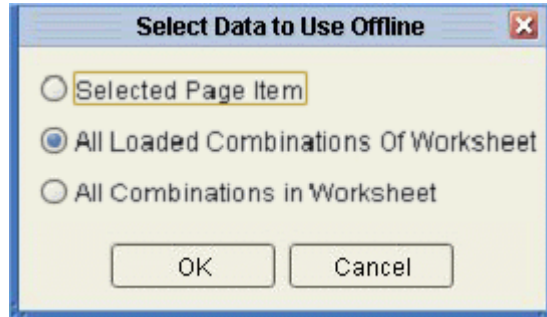 Select Data to Use Offline
Selected Page Item
All Loaded Combinations Of Worksheet
All Combinations in Worksheet
OK Cancel